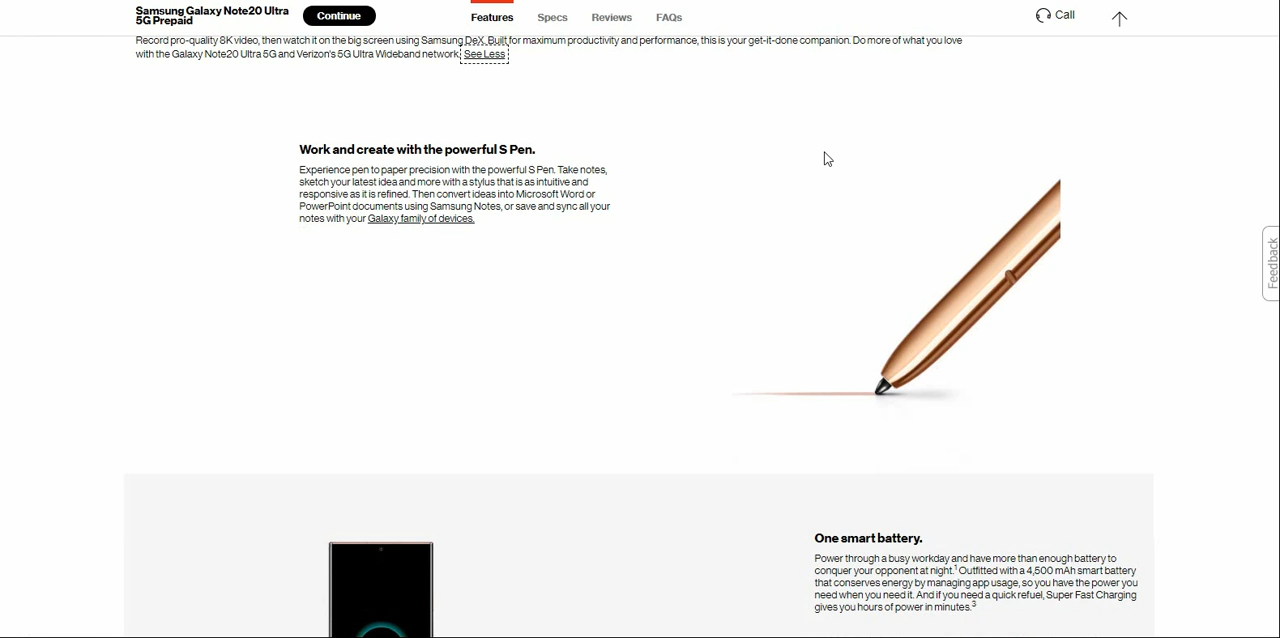 Samsung Galaxy Note20 Ultra
5G Prepaid
Continue
Features
Specs
Reviews
FAQs
Call
Record pro-quality 8K video, then watch it on the big screen using Samsung DeX. Built for maximum productivity and performance, this is your get-it-done companion. Do more of what you love
with the Galaxy Note20 Ultra 5G and Verizon's 5G Ultra Wideband network. See Less
Work and create with the powerful S Pen.
Experience pen to paper precision with the powerful S Pen. Take notes,
sketch your latest idea and more with a stylus that is as intuitive and
responsive as it is refined. Then convert ideas into Microsoft Word or
PowerPoint documents using Samsung Notes, or save and sync all your
notes with your Galaxy family of devices.
Feedback
One smart battery.
Power through a busy workday and have more than enough battery to
conquer your opponent at night.1 Outfitted with a 4,500 mAh smart battery
that conserves energy by managing app usage, so you have the power you
need when you need it. And if you need a quick refuel, Super Fast Charging
gives you hours of power in minutes.3